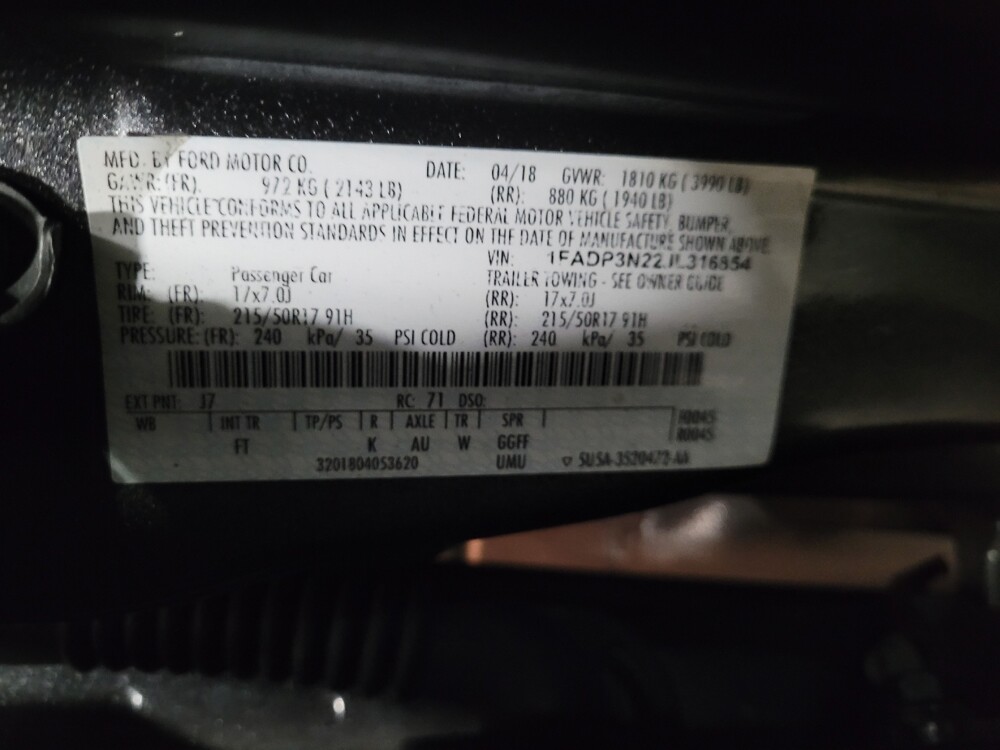 MFD. BY FORD MOTOR CO. DATE: 04/18 GVWR: 1810 KG ( 3990 LB)
GAWR: (FR). 972 KG ( 2143 LB) (RR): 880 KG ( 1940 LB)
THIS VEHICLE CONFORMS TO ALL APPLICABLE FEDERAL MOTOR VEHICLE SAFETY, BUMPER,
AND THEFT PREVENTION STANDARDS IN EFFECT ON THE DATE OF MANUFACTURE SHOWN ABOVE.
VIN: 1FADP3N22JL316854
TYPE: Passenger Car TRAILER TOWING - SEE OWNER GUIDE
RIM: (FR): 17x7.0J (RR): 17x7.0J
TIRE: (FR): 215/50R17 91H (RR): 215/50R17 91H
PRESSURE: (FR): 240 kPa/ 35 PSI COLD (RR): 240 kPa/ 35 PSI COLD
EXT PNT: J7 RC: 71 DSO:
WB INT TR TP/PS R AXLE TR SPR
FT K AU W GGFF
3201804053620 UMU